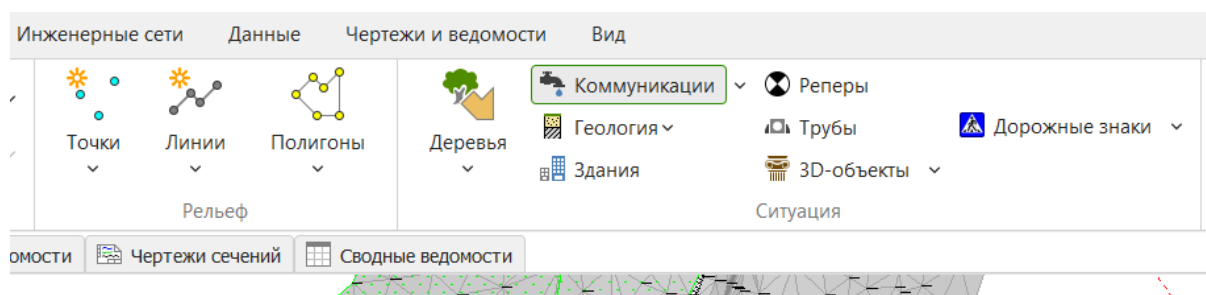 Инженерные сети Данные Чертежи и ведомости Вид
Коммуникации Реперы
Точки Линии Полигоны Деревья Геология Трубы Дорожные знаки
Здания 3D-объекты
Рельеф Ситуация
омости Чертежи сечений Сводные ведомости